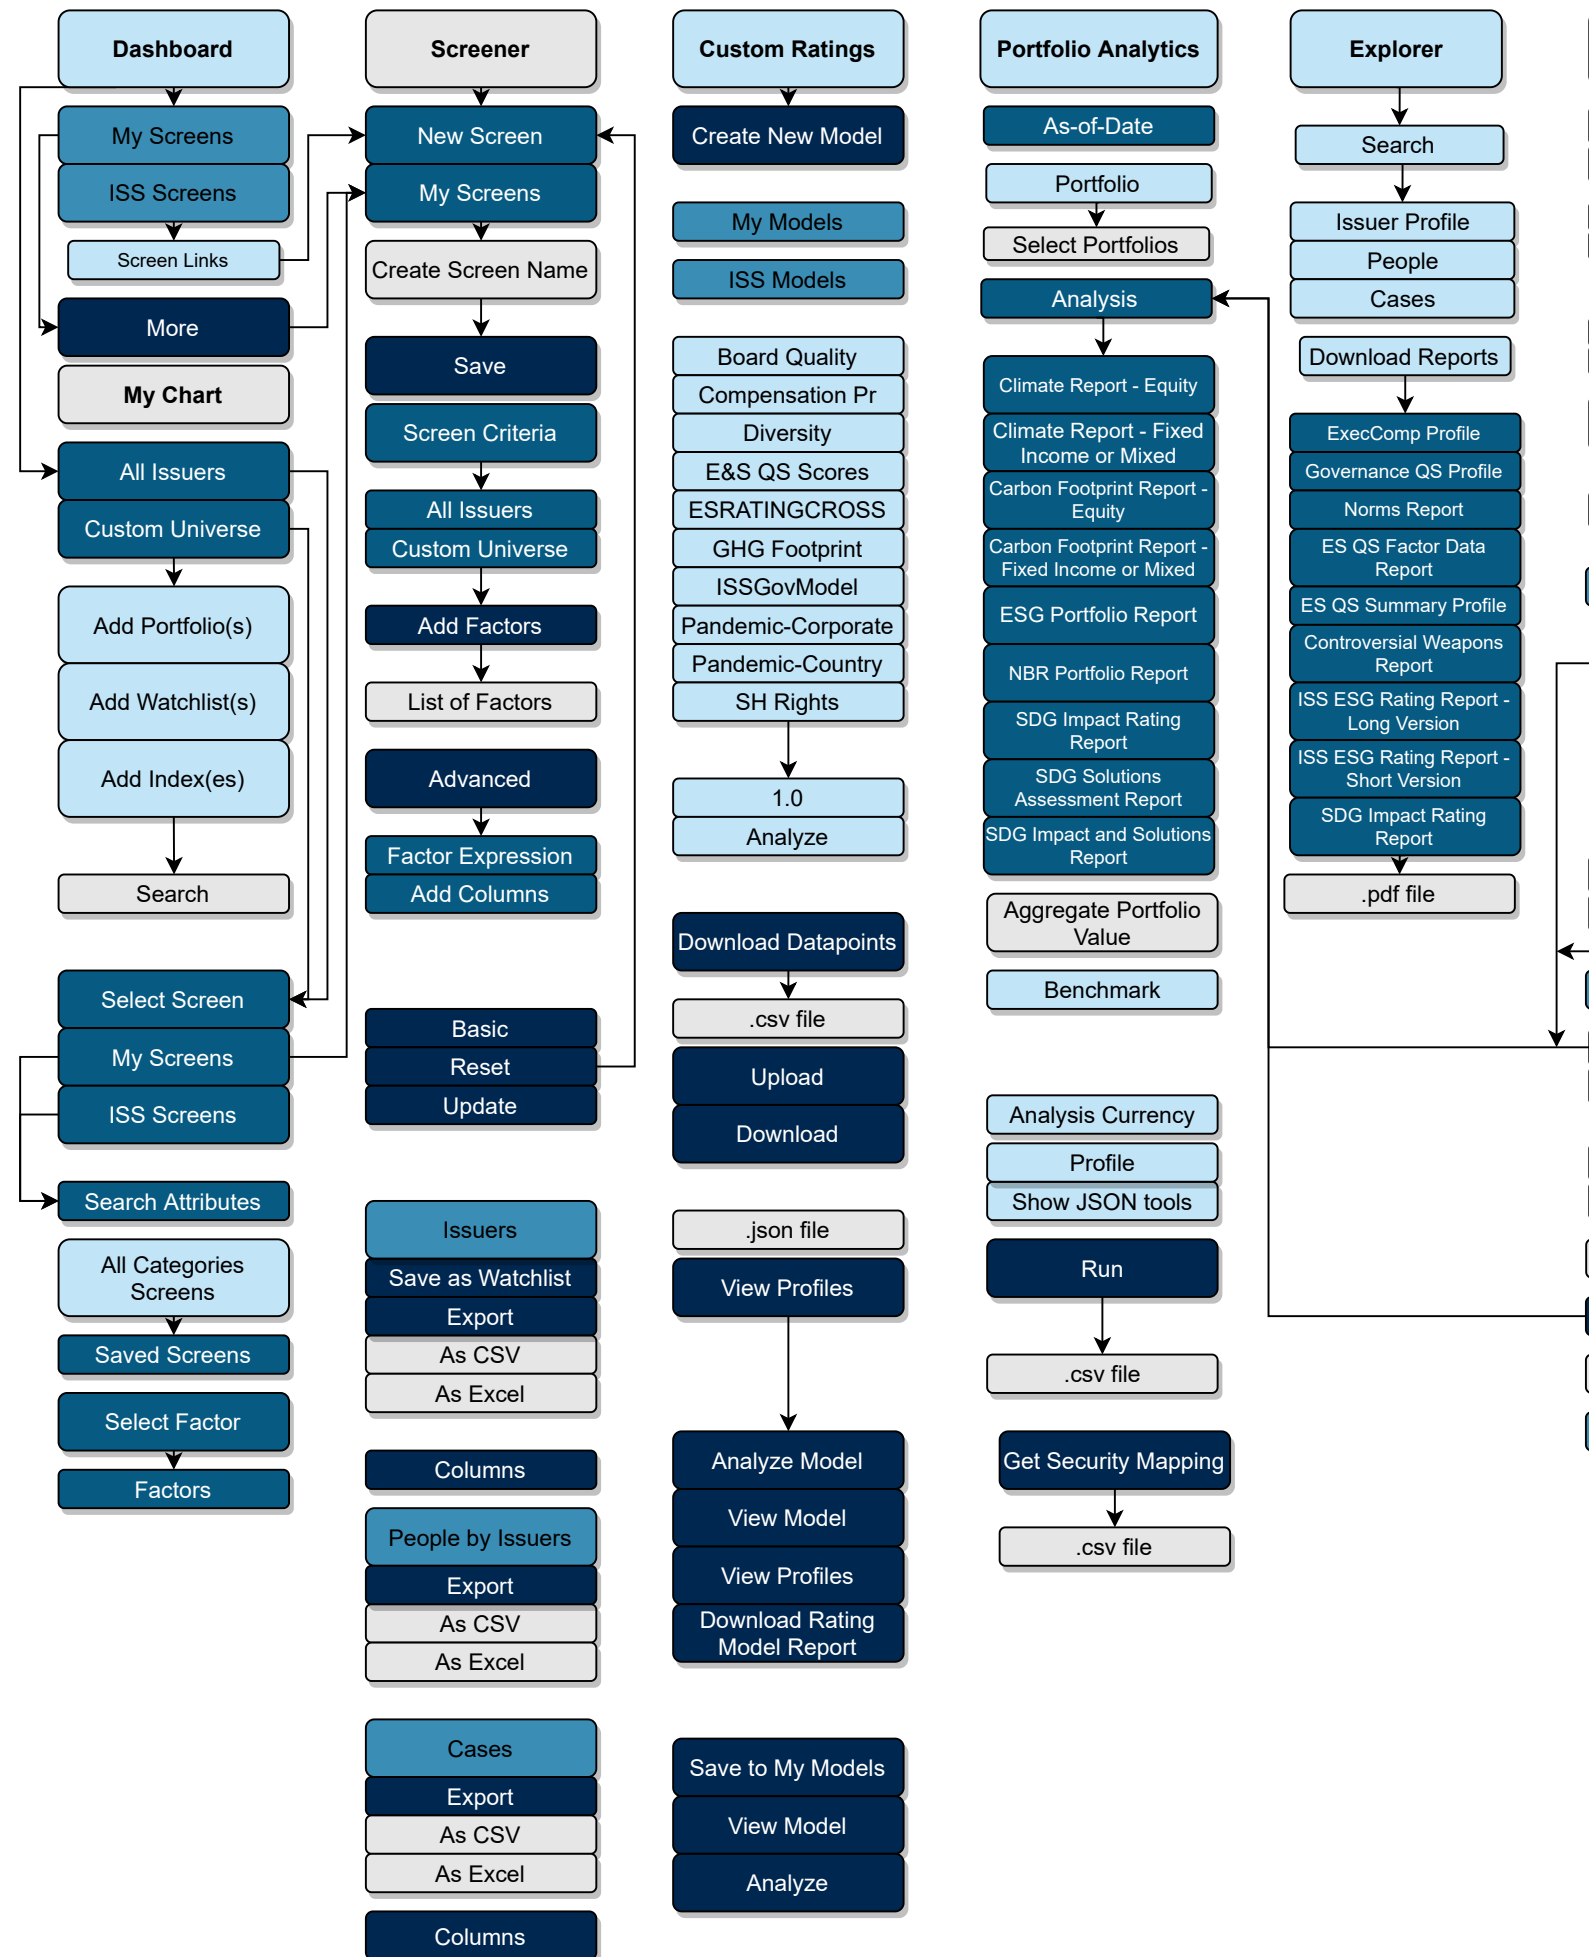 Dashboard
My Screens
ISS Screens
Screen Links
More
My Chart
All Issuers
Custom Universe
Add Portfolio(s)
Add Watchlist(s)
Add Index(es)
Search
Select Screen
My Screens
ISS Screens
Search Attributes
All Categories
Screens
Saved Screens
Select Factor
Factors
Screener
New Screen
My Screens
Create Screen Name
Save
Screen Criteria
All Issuers
Custom Universe
Add Factors
List of Factors
Advanced
Factor Expression
Add Columns
Basic
Reset
Update
Issuers
Save as Watchlist
Export
As CSV
As Excel
Columns
People by Issuers
Export
As CSV
As Excel
Cases
Export
As CSV
As Excel
Columns
Custom Ratings
Create New Model
My Models
ISS Models
Board Quality
Compensation Pr
Diversity
E&S QS Scores
ESRATINGCROSS
GHG Footprint
ISSGovModel
Pandemic-Corporate
Pandemic-Country
SH Rights
1.0
Analyze
Download Datapoints
.csv file
Upload
Download
.json file
View Profiles
Analyze Model
View Model
View Profiles
Download Rating
Model Report
Save to My Models
View Model
Analyze
Portfolio Analytics
As-of-Date
Portfolio
Select Portfolios
Analysis
Climate Report - Equity
Climate Report - Fixed
Income or Mixed
Carbon Footprint Report -
Equity
Carbon Footprint Report -
Fixed Income or Mixed
ESG Portfolio Report
NBR Portfolio Report
SDG Impact Rating
Report
SDG Solutions
Assessment Report
SDG Impact and Solutions
Report
Aggregate Portfolio
Value
Benchmark
Analysis Currency
Profile
Show JSON tools
Run
.csv file
Get Security Mapping
.csv file
Explorer
Search
Issuer Profile
People
Cases
Download Reports
ExecComp Profile
Governance QS Profile
Norms Report
ES QS Factor Data
Report
ES QS Summary Profile
Controversial Weapons
Report
ISS ESG Rating Report -
Long Version
ISS ESG Rating Report -
Short Version
SDG Impact Rating
Report
.pdf file